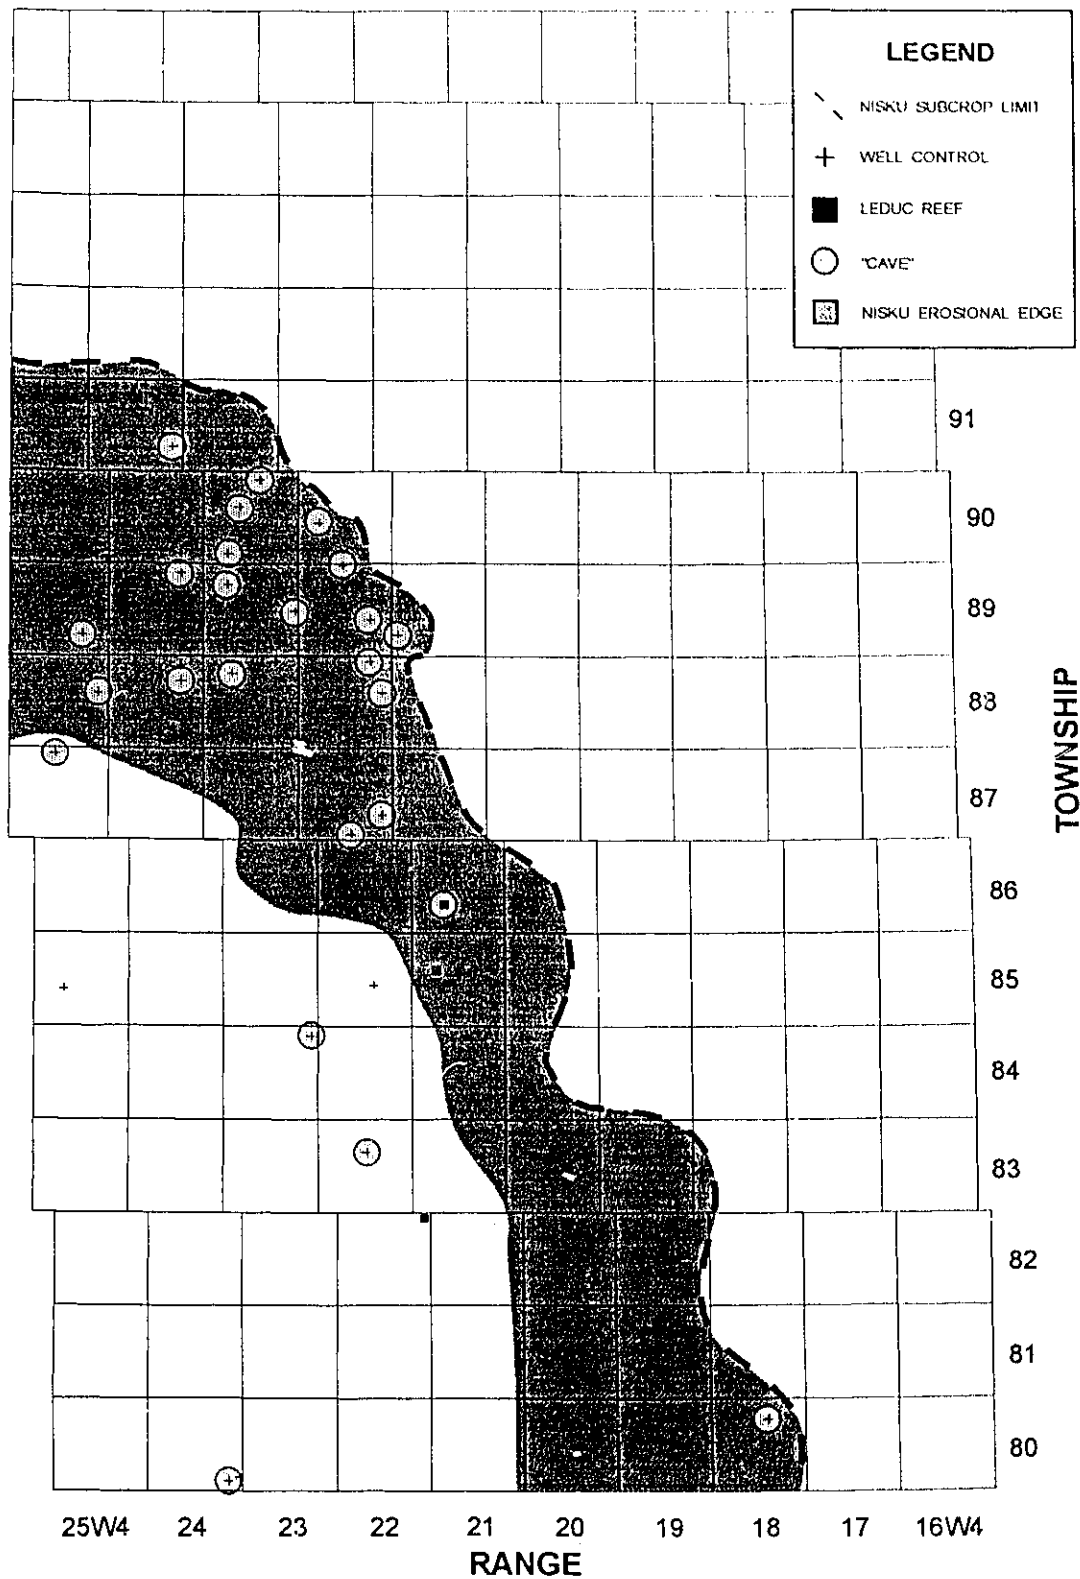 LEGEND
NISKU SUBCROP LIMIT
WELL CONTROL
LEDUC REEF
"CAVE"
NISKU EROSIONAL EDGE
91
90
89
83
87
86
85
84
83
82
81
80
TOWNSHIP
25W4 24 23 22 21 20 19 18 17 16W4
RANGE